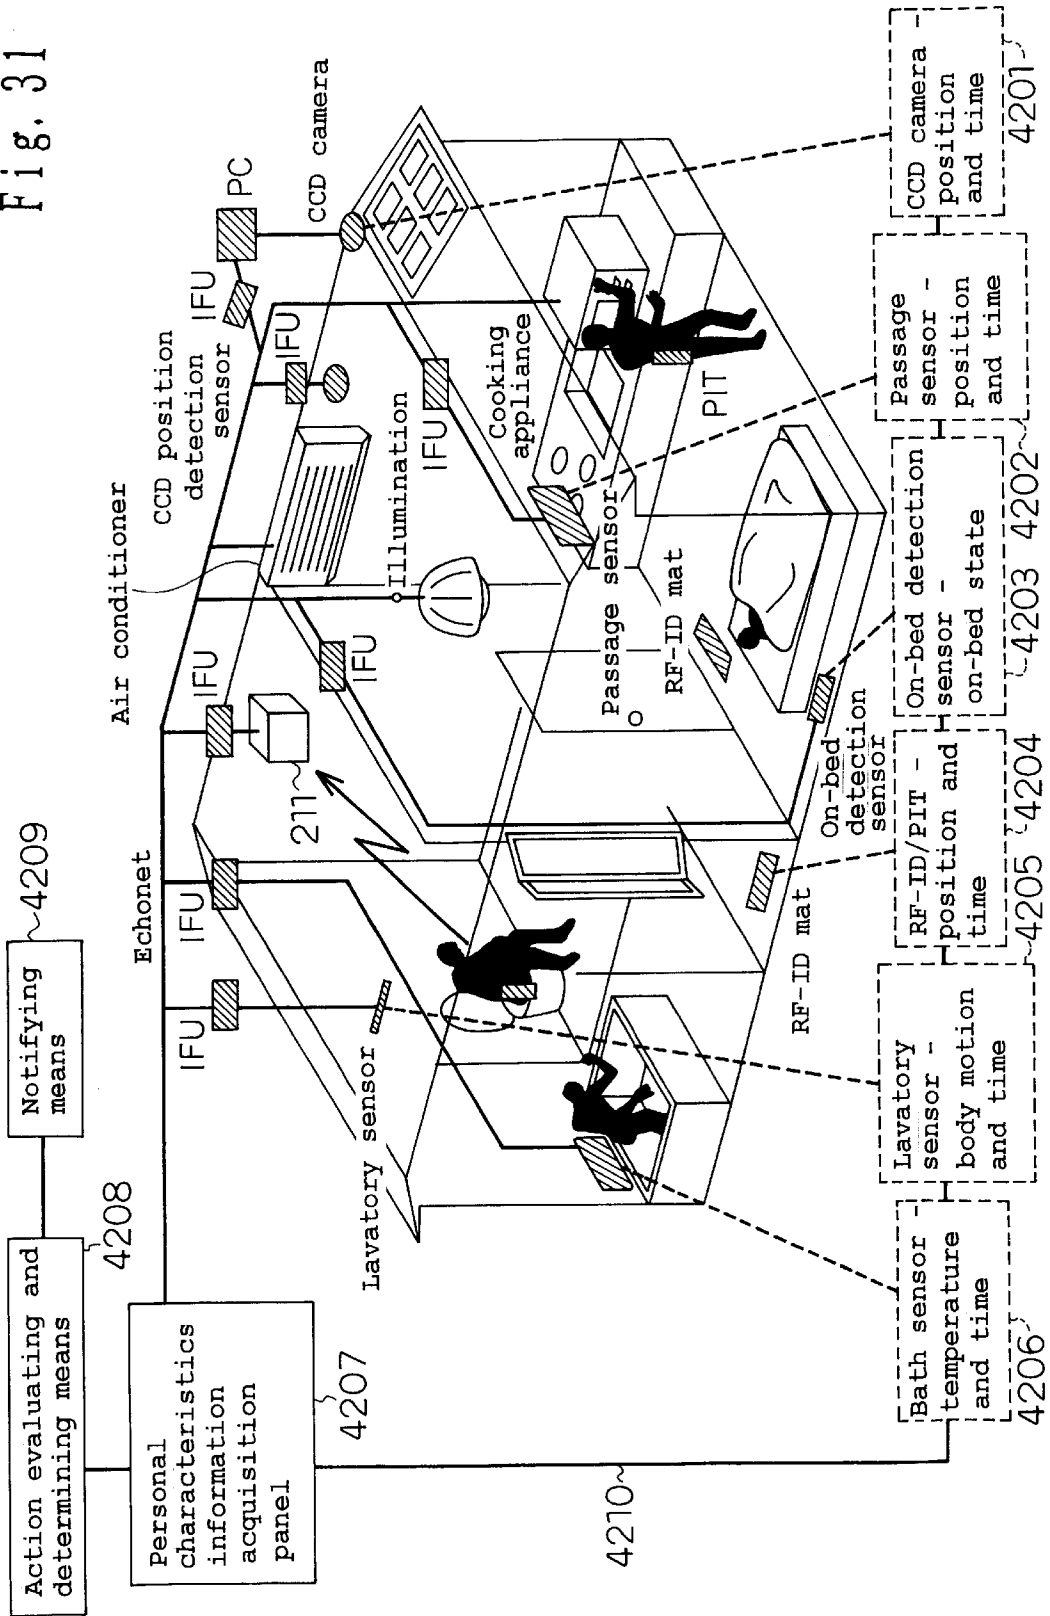 Fig. 31
Action evaluating and
determining means
4208
Notifying
means
4209
Personal
characteristics
information
acquisition
panel
4207
Echonet
IFU
IFU
IFU
Air conditioner
CCD position
detection
sensor
IFU
IFU
PC
CCD camera
211
IFU
Illumination
IFU
Cooking
appliance
PIT
Lavatory sensor
Passage sensor
RF-ID mat
RF-ID mat
On-bed
detection
sensor
4210
Bath sensor -
temperature
and time
4206
Lavatory
sensor -
body motion
and time
4205
RF-ID/PIT -
position and
time
4204
On-bed detection
sensor -
on-bed state
4203
Passage
sensor -
position
and time
4202
CCD camera -
position
and time
4201